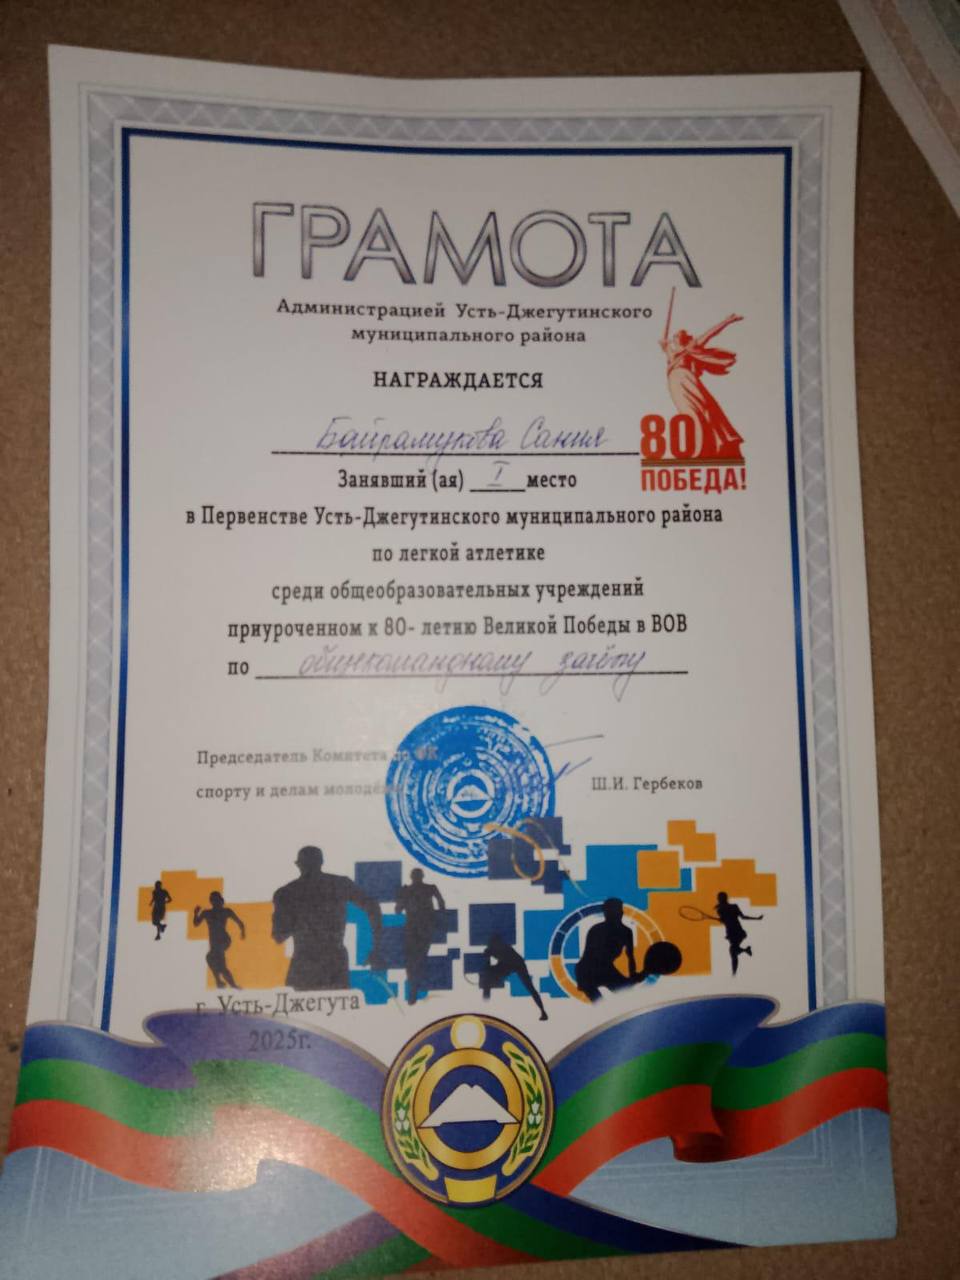 ГРАМОТА
Администрацией Усть-Джегутинского
муниципального района
НАГРАЖДАЕТСЯ
Байрамукова Сания
80
ПОБЕДА!
Занявший (ая) I место
в Первенстве Усть-Джегутинского муниципального района
по легкой атлетике
среди общеобразовательных учреждений
приуроченном к 80- летию Великой Победы в ВОВ
по общекомандному зачёту
Председатель Комитета по ФК,
спорту и делам молодёжи
Ш.И. Гербеков
г. Усть-Джегута
2025г.